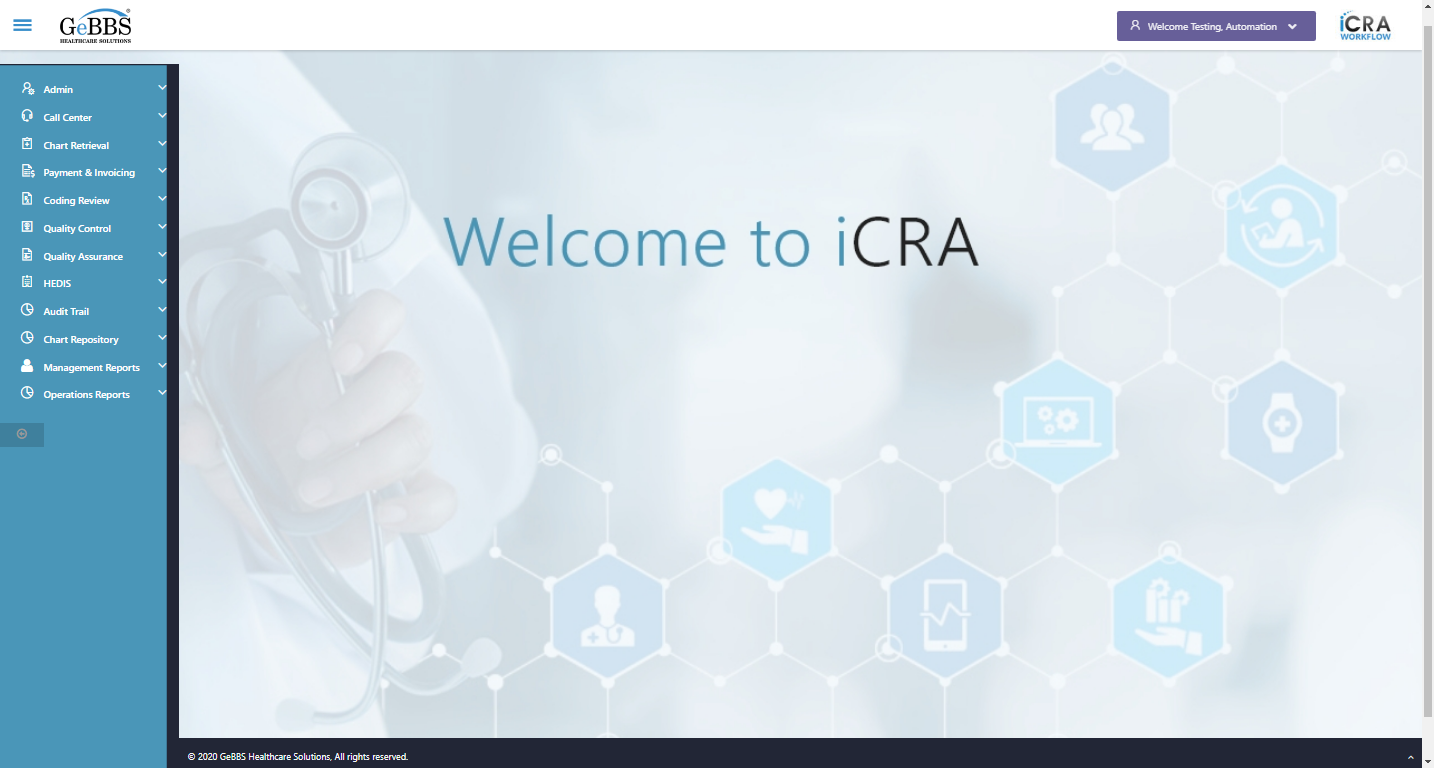 GeBBS
HEALTHCARE SOLUTIONS
Welcome Testing, Automation
iCRA
WORKFLOW
Admin
Call Center
Chart Retrieval
Payment & Invoicing
Coding Review
Quality Control
Quality Assurance
HEDIS
Audit Trail
Chart Repository
Management Reports
Operations Reports
Welcome to iCRA
© 2020 GeBBS Healthcare Solutions, All rights reserved.